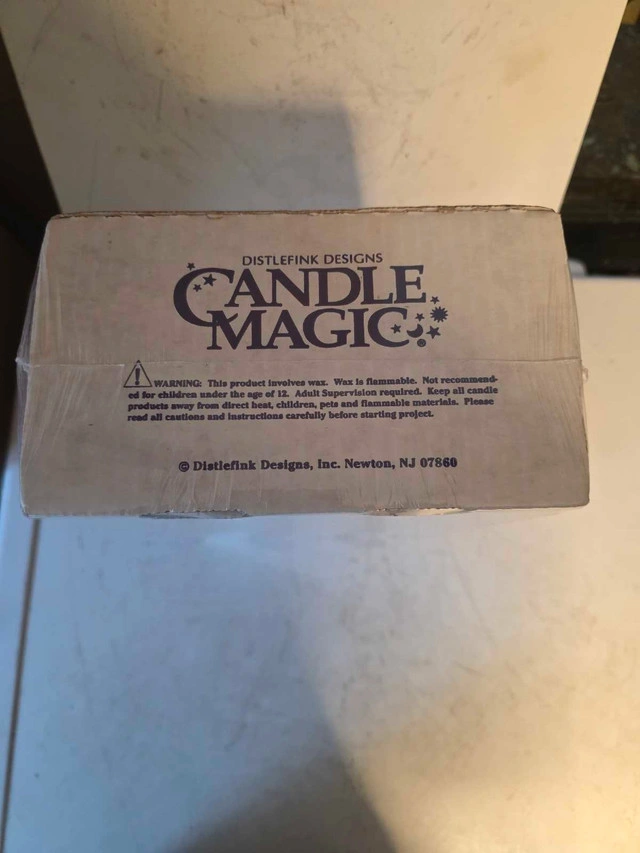 DISTLEFINK DESIGNS
CANDLE
MAGIC®
WARNING: This product involves wax. Wax is flammable. Not recommend-
ed for children under the age of 12. Adult Supervision required. Keep all candle
products away from direct heat, children, pets and flammable materials. Please
read all cautions and instructions carefully before starting project.
© Distlefink Designs, Inc. Newton, NJ 07860